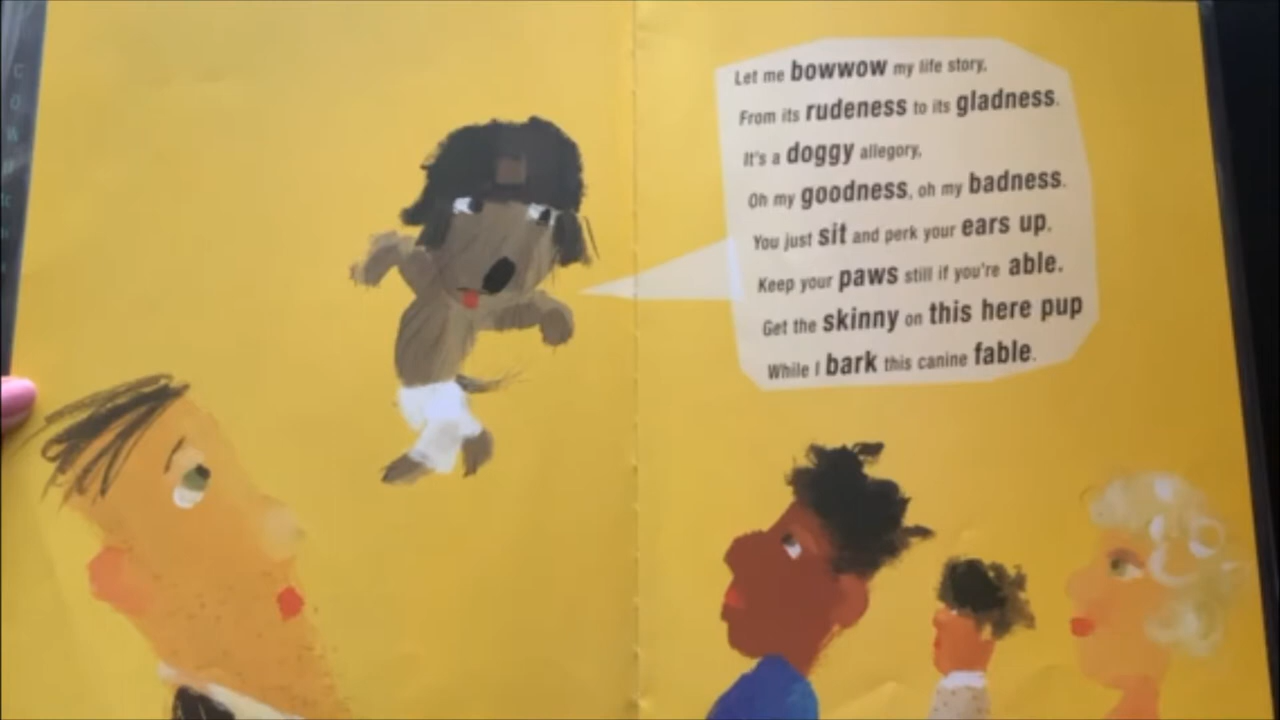 Let me bowwow my life story,
From its rudeness to its gladness.
It's a doggy allegory,
Oh my goodness, oh my badness.
You just sit and perk your ears up.
Keep your paws still if you're able.
Get the skinny on this here pup
While I bark this canine fable.